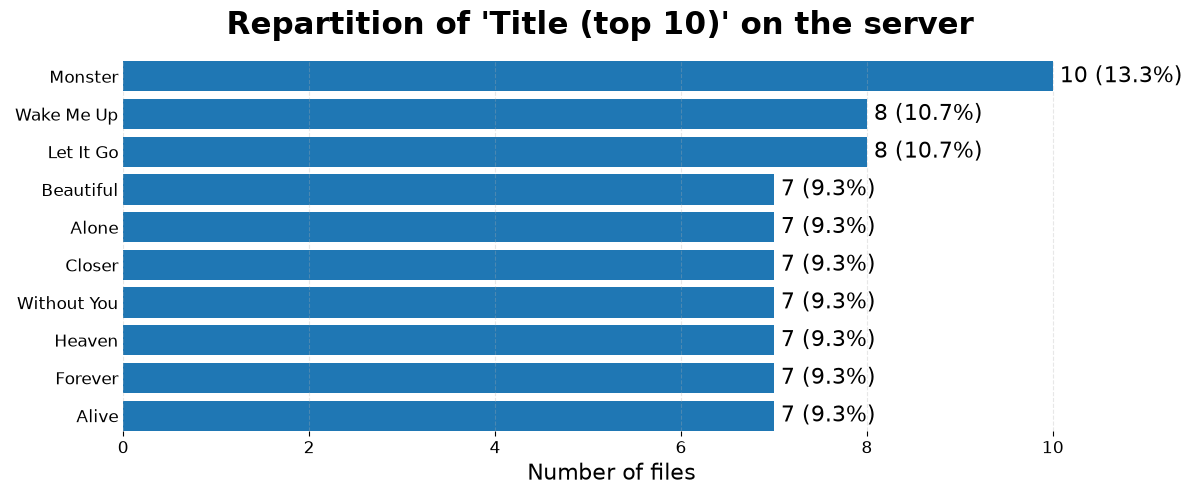 Repartition of 'Title (top 10)' on the server
Monster 10 (13.3%)
Wake Me Up 8 (10.7%)
Let It Go 8 (10.7%)
Beautiful 7 (9.3%)
Alone 7 (9.3%)
Closer 7 (9.3%)
Without You 7 (9.3%)
Heaven 7 (9.3%)
Forever 7 (9.3%)
Alive 7 (9.3%)
0 2 4 6 8 10
Number of files